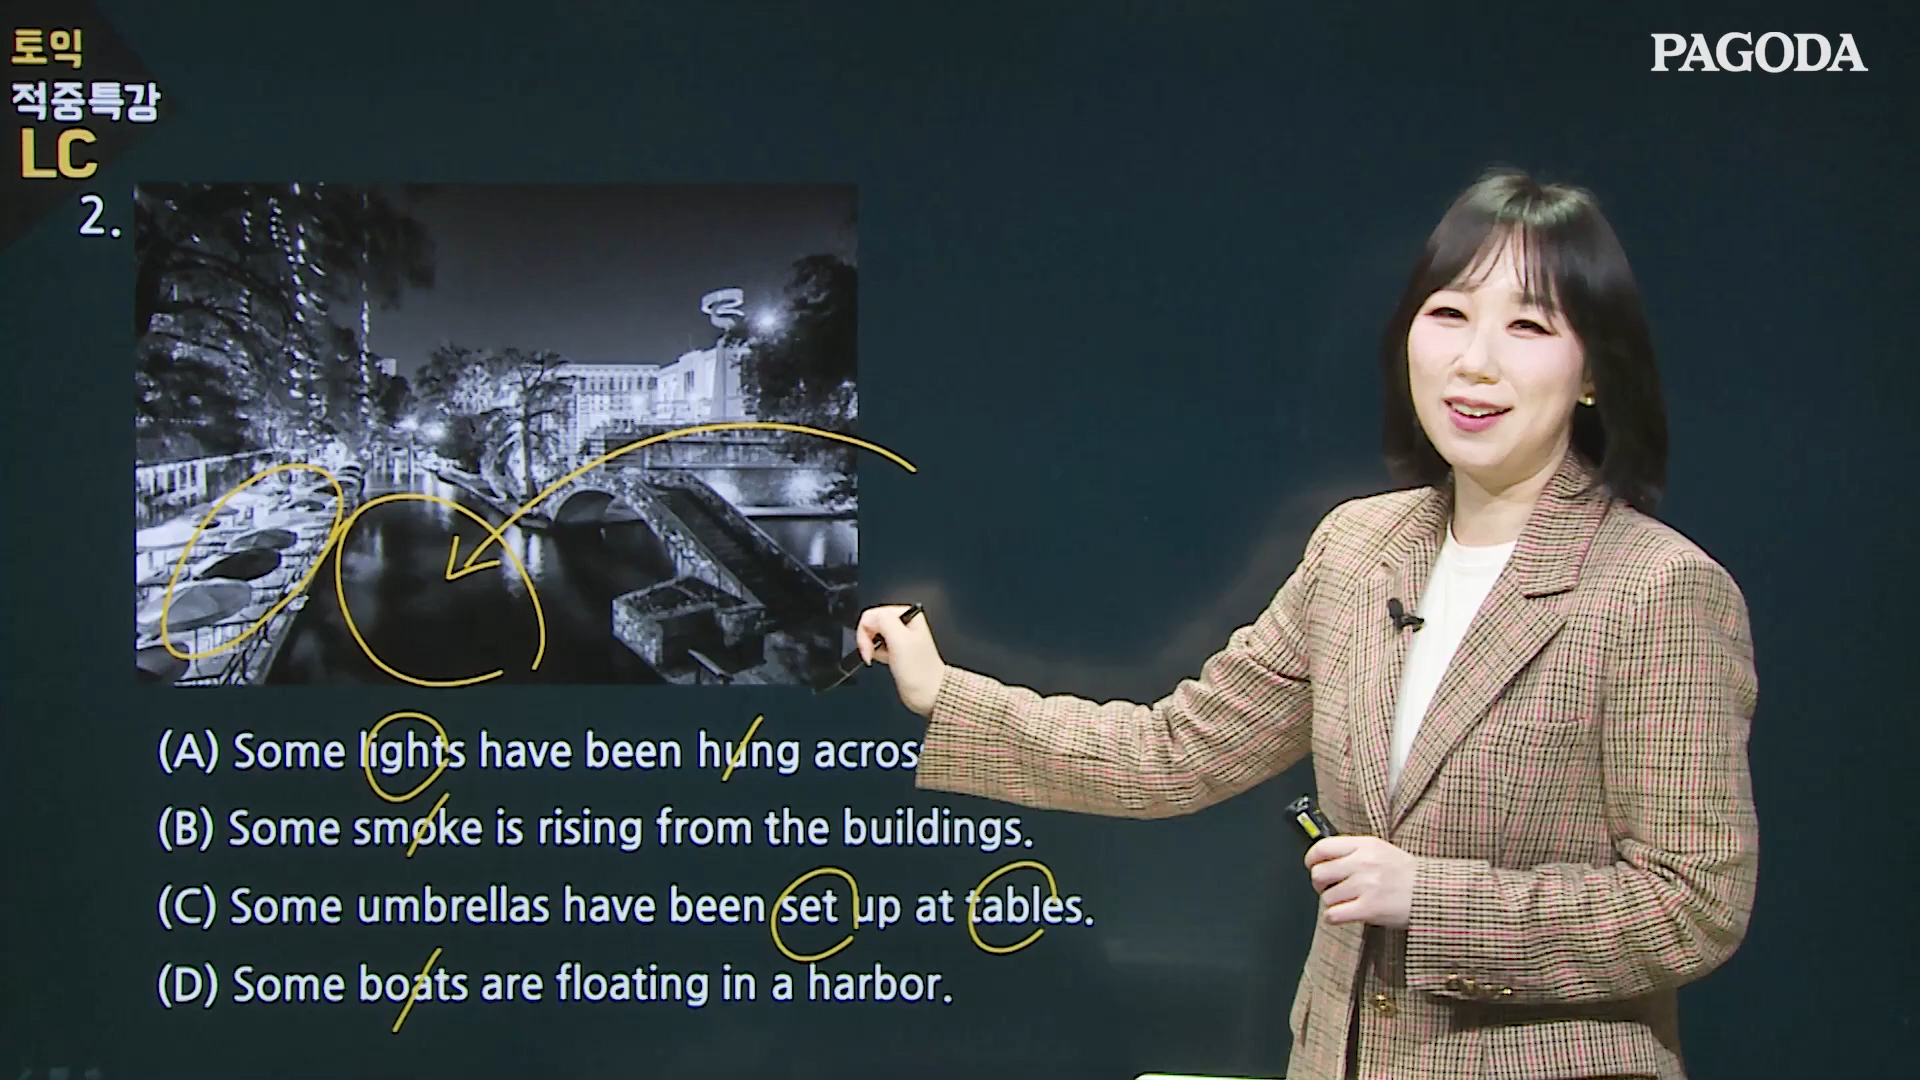 토익
적중특강
LC
PAGODA
2.
(A) Some lights have been hung
(B) Some smoke is rising from the buildings.
(C) Some umbrellas have been set up at tables.
(D) Some boats are floating in a harbor.